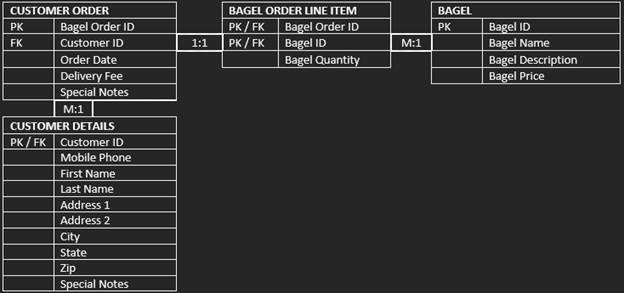 CUSTOMER ORDER
PK Bagel Order ID
FK Customer ID
Order Date
Delivery Fee
Special Notes
1:1
BAGEL ORDER LINE ITEM
PK / FK Bagel Order ID
PK / FK Bagel ID
Bagel Quantity
M:1
BAGEL
PK Bagel ID
Bagel Name
Bagel Description
Bagel Price
M:1
CUSTOMER DETAILS
PK / FK Customer ID
Mobile Phone
First Name
Last Name
Address 1
Address 2
City
State
Zip
Special Notes